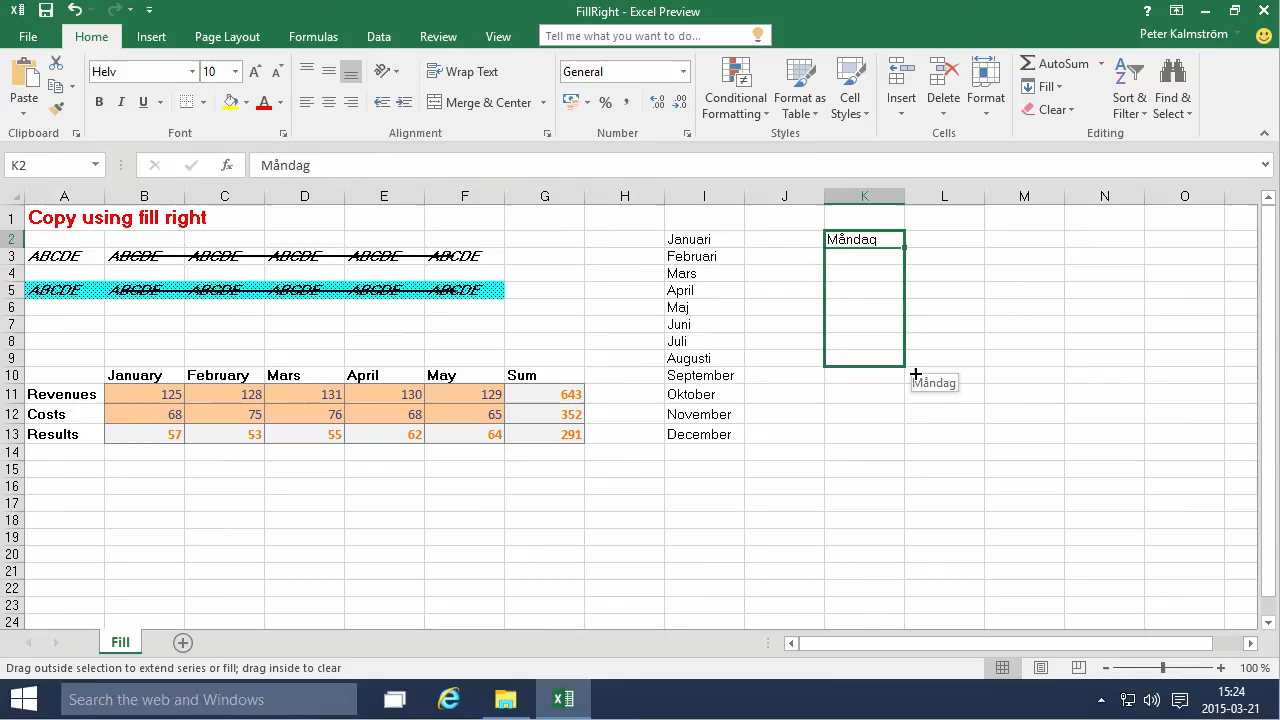 FillRight - Excel Preview
File Home Insert Page Layout Formulas Data Review View Tell me what you want to do... Peter Kalmström
Paste Helv 10 Wrap Text General Conditional Formatting Format as Table Cell Styles Insert Delete Format AutoSum Sort & Filter Find & Select
B I U A Merge & Center % Fill Clear
Clipboard Font Alignment Number Styles Cells Editing
K2 fx Måndag
A B C D E F G H I J K L M N O
1 Copy using fill right
2 Januari Måndag
3 ABCDE ABCDE ABCDE ABCDE ABCDE ABCDE Februari
4 Mars
5 ABCDE ABCDE ABCDE ABCDE ABCDE ABCDE April
6 Maj
7 Juni
8 Juli
9 Augusti
10 January February Mars April May Sum September Måndag
11 Revenues 125 128 131 130 129 643 Oktober
12 Costs 68 75 76 68 65 352 November
13 Results 57 53 55 62 64 291 December
14
15
16
17
18
19
20
21
22
23
24
Fill
Drag outside selection to extend series or fill; drag inside to clear 100 %
Search the web and Windows 15:24
2015-03-21